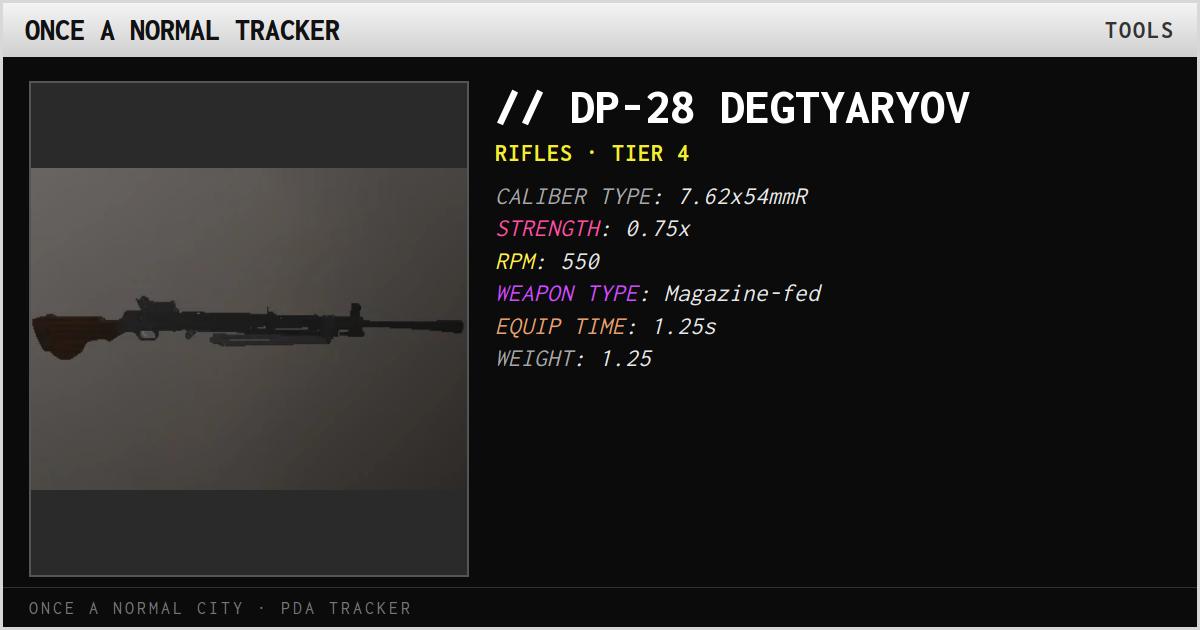 ONCE A NORMAL TRACKER
TOOLS
// DP-28 DEGTYARYOV
RIFLES · TIER 4
CALIBER TYPE: 7.62x54mmR
STRENGTH: 0.75x
RPM: 550
WEAPON TYPE: Magazine-fed
EQUIP TIME: 1.25s
WEIGHT: 1.25
ONCE A NORMAL CITY · PDA TRACKER